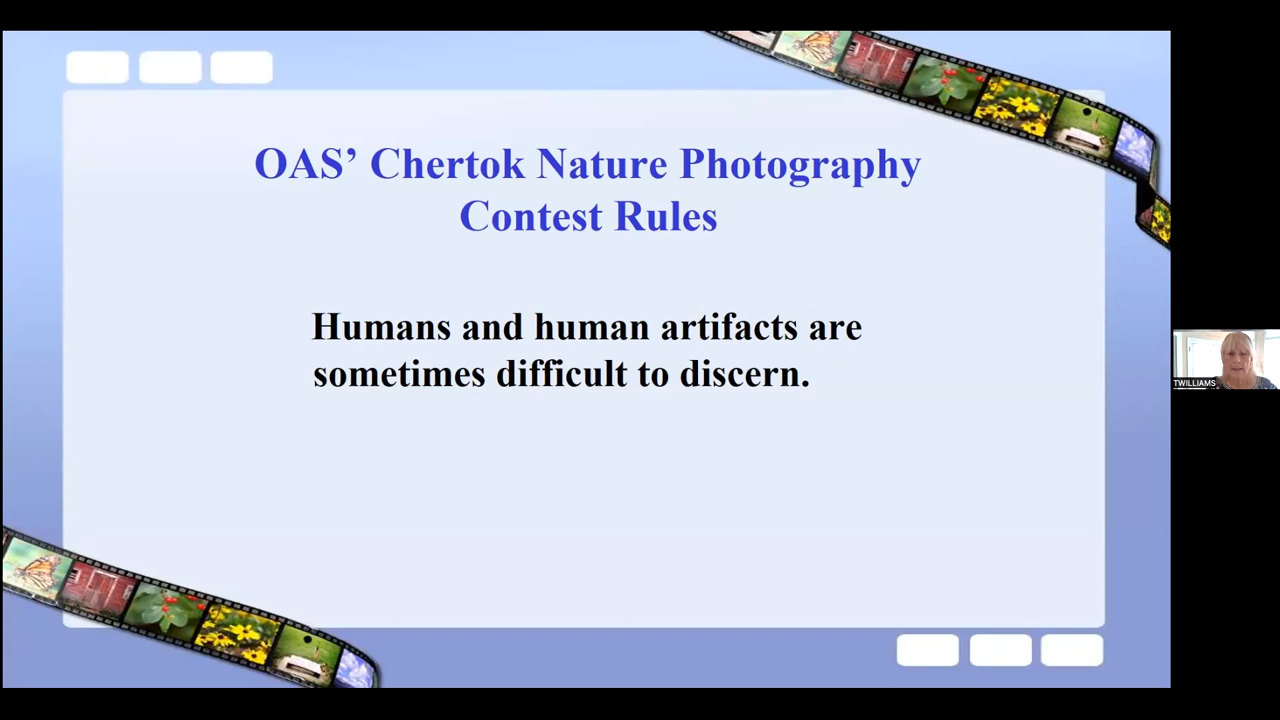 OAS’ Chertok Nature Photography
Contest Rules
Humans and human artifacts are
sometimes difficult to discern.
TWILLIAMS